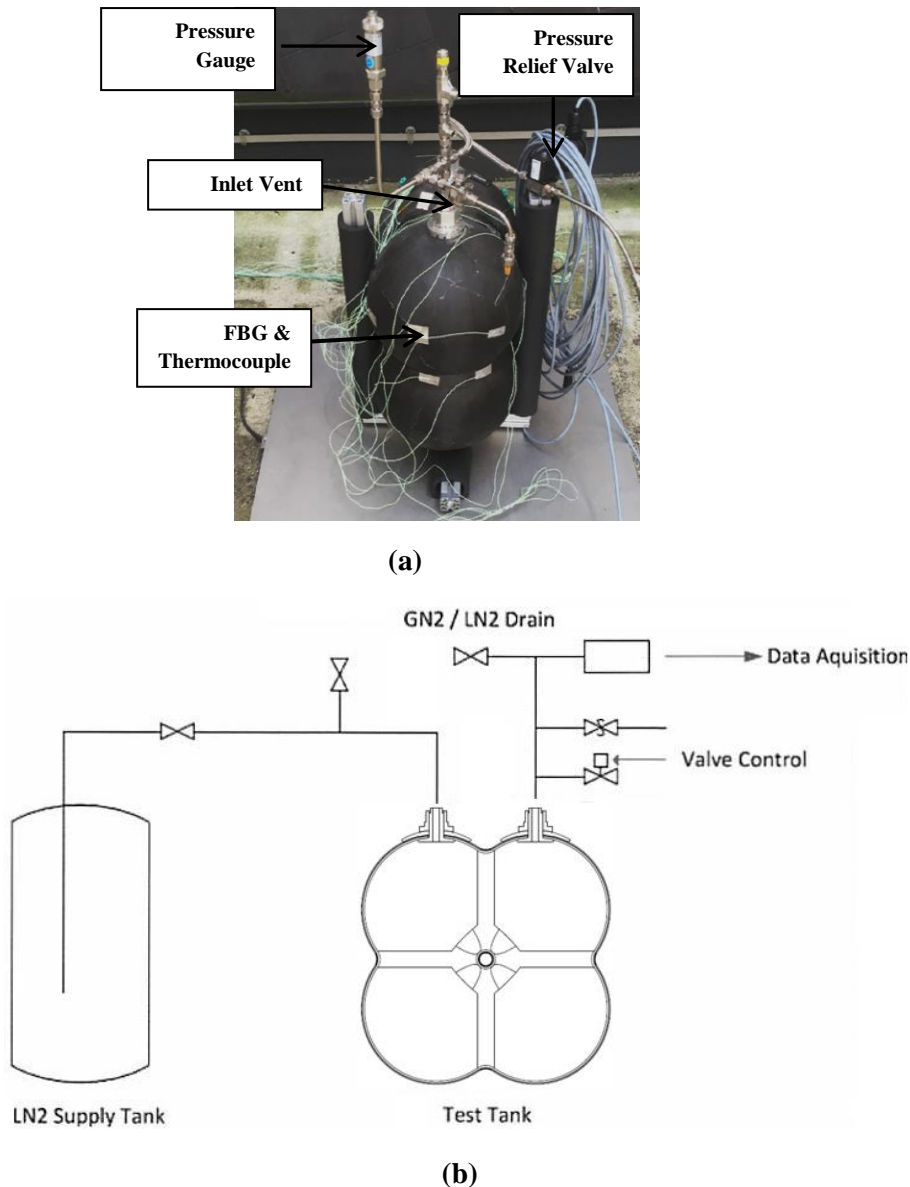 Pressure
Gauge
Pressure
Relief Valve
Inlet Vent
FBG &
Thermocouple
(a)
GN2 / LN2 Drain
Data Aquisition
Valve Control
LN2 Supply Tank
Test Tank
(b)